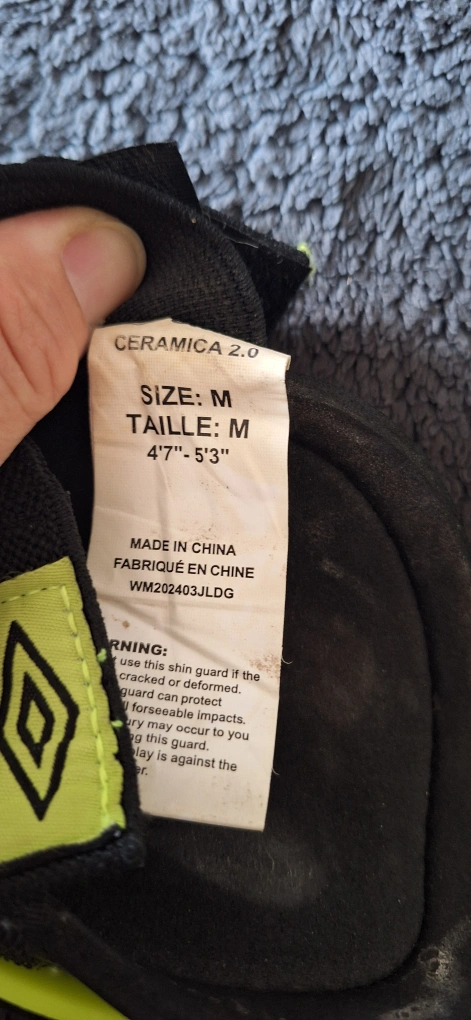 CERAMICA 2.0
SIZE: M
TAILLE: M
4'7"- 5'3"
MADE IN CHINA
FABRIQUÉ EN CHINE
WM202403JLDG
RNING:
use this shin guard if the
cracked or deformed.
guard can protect
forseeable impacts.
may occur to you
this guard.
is against the